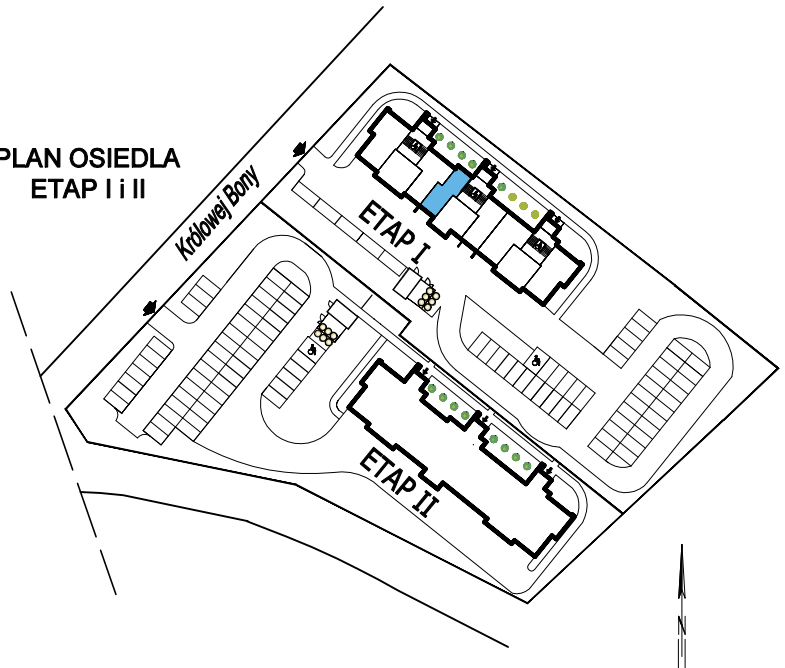 PLAN OSIEDLA
ETAP I i II
Królowej Bony
ETAP I
ETAP II
N